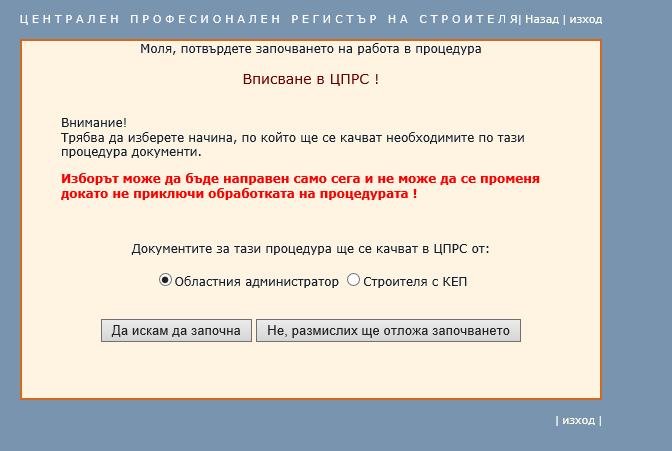 ЦЕНТРАЛЕН ПРОФЕСИОНАЛЕН РЕГИСТЪР НА СТРОИТЕЛЯ| Назад | изход
Моля, потвърдете започването на работа в процедура
Вписване в ЦПРС !
Внимание!
Трябва да изберете начина, по който ще се качват необходимите по тази
процедура документи.
Изборът може да бъде направен само сега и не може да се променя
докато не приключи обработката на процедурата !
Документите за тази процедура ще се качват в ЦПРС от:
Областния администратор Строителя с КЕП
Да искам да започна Не, размислих ще отложа започването
| изход |